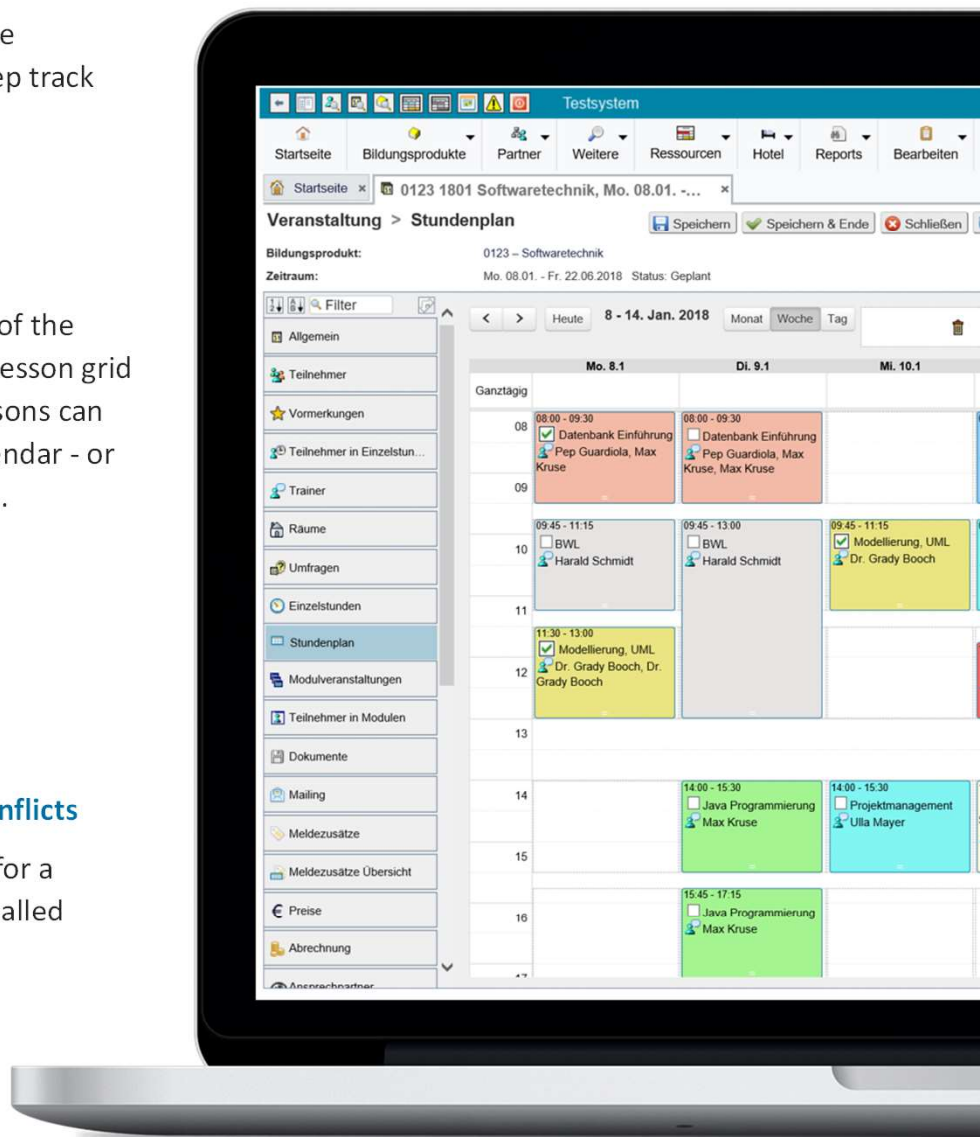 e
ep track
of the
esson grid
sons can
endar - or
.
nflicts
for a
alled
Testsystem
Startseite Bildungsprodukte Partner Weitere Ressourcen Hotel Reports Bearbeiten
Startseite × 0123 1801 Softwaretechnik, Mo. 08.01. -... ×
Veranstaltung > Stundenplan Speichern Speichern & Ende Schließen
Bildungsprodukt: 0123 – Softwaretechnik
Zeitraum: Mo. 08.01. - Fr. 22.06.2018 Status: Geplant
Filter
Allgemein
Teilnehmer
Vormerkungen
Teilnehmer in Einzelstun...
Trainer
Räume
Umfragen
Einzelstunden
Stundenplan
Modulveranstaltungen
Teilnehmer in Modulen
Dokumente
Mailing
Meldezusätze
Meldezusätze Übersicht
€ Preise
Abrechnung
Ansprechpartner
< > Heute 8 - 14. Jan. 2018 Monat Woche Tag
Mo. 8.1 Di. 9.1 Mi. 10.1
Ganztägig
08
09
10
11
12
13
14
15
16
17
08:00 - 09:30
Datenbank Einführung
Pep Guardiola, Max
Kruse
09:45 - 11:15
BWL
Harald Schmidt
11:30 - 13:00
Modellierung, UML
Dr. Grady Booch, Dr.
Grady Booch
08:00 - 09:30
Datenbank Einführung
Pep Guardiola, Max
Kruse, Max Kruse
09:45 - 13:00
BWL
Harald Schmidt
14:00 - 15:30
Java Programmierung
Max Kruse
15:45 - 17:15
Java Programmierung
Max Kruse
09:45 - 11:15
Modellierung, UML
Dr. Grady Booch
14:00 - 15:30
Projektmanagement
Ulla Mayer